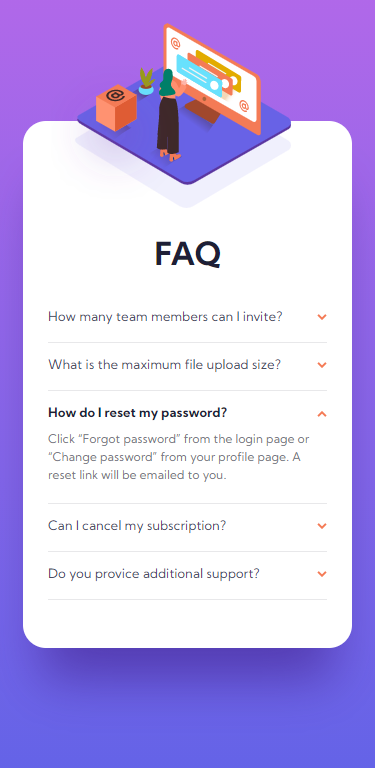 @
@
@
FAQ
How many team members can I invite?
What is the maximum file upload size?
How do I reset my password?
Click “Forgot password” from the login page or
“Change password” from your profile page. A
reset link will be emailed to you.
Can I cancel my subscription?
Do you provice additional support?